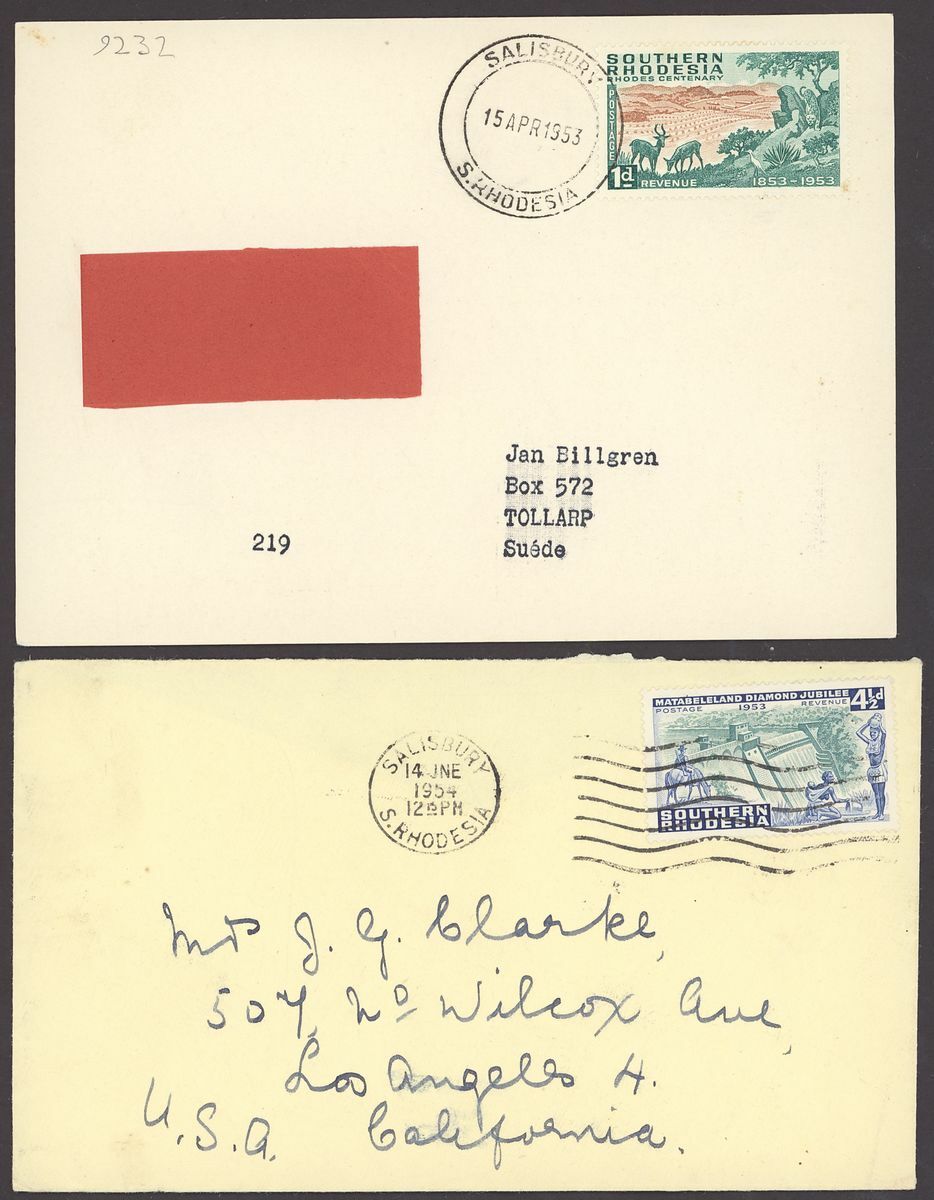 9232
SALISBURY
15 APR 1953
S. RHODESIA
SOUTHERN
RHODESIA
RHODES CENTENARY
POSTAGE
1d
REVENUE
1853-1953
Jan Billgren
Box 572
TOLLARP
Suéde
219
SALISBURY
14 JNE
1954
12 PM
S. RHODESIA
MATABELELAND DIAMOND JUBILEE
POSTAGE 1953 REVENUE
4½d
SOUTHERN
RHODESIA
Mrs J. G. Clarke,
507, No Wilcox Ave,
Los Angeles 4.
U.S.A. California.